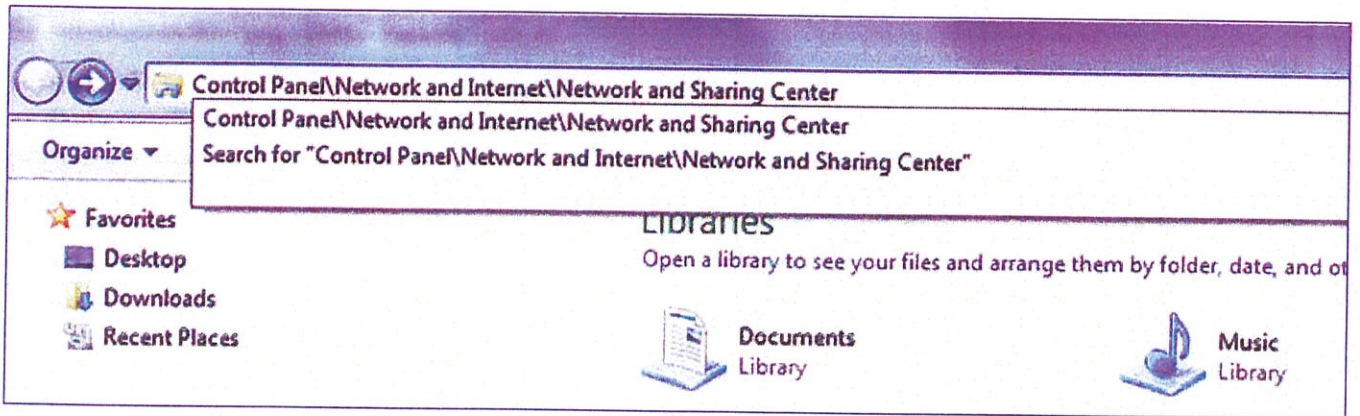 Control Panel\Network and Internet\Network and Sharing Center
Control Panel\Network and Internet\Network and Sharing Center
Search for "Control Panel\Network and Internet\Network and Sharing Center"
Organize
Favorites
Desktop
Downloads
Recent Places
Libraries
Open a library to see your files and arrange them by folder, date, and ot
Documents
Library
Music
Library